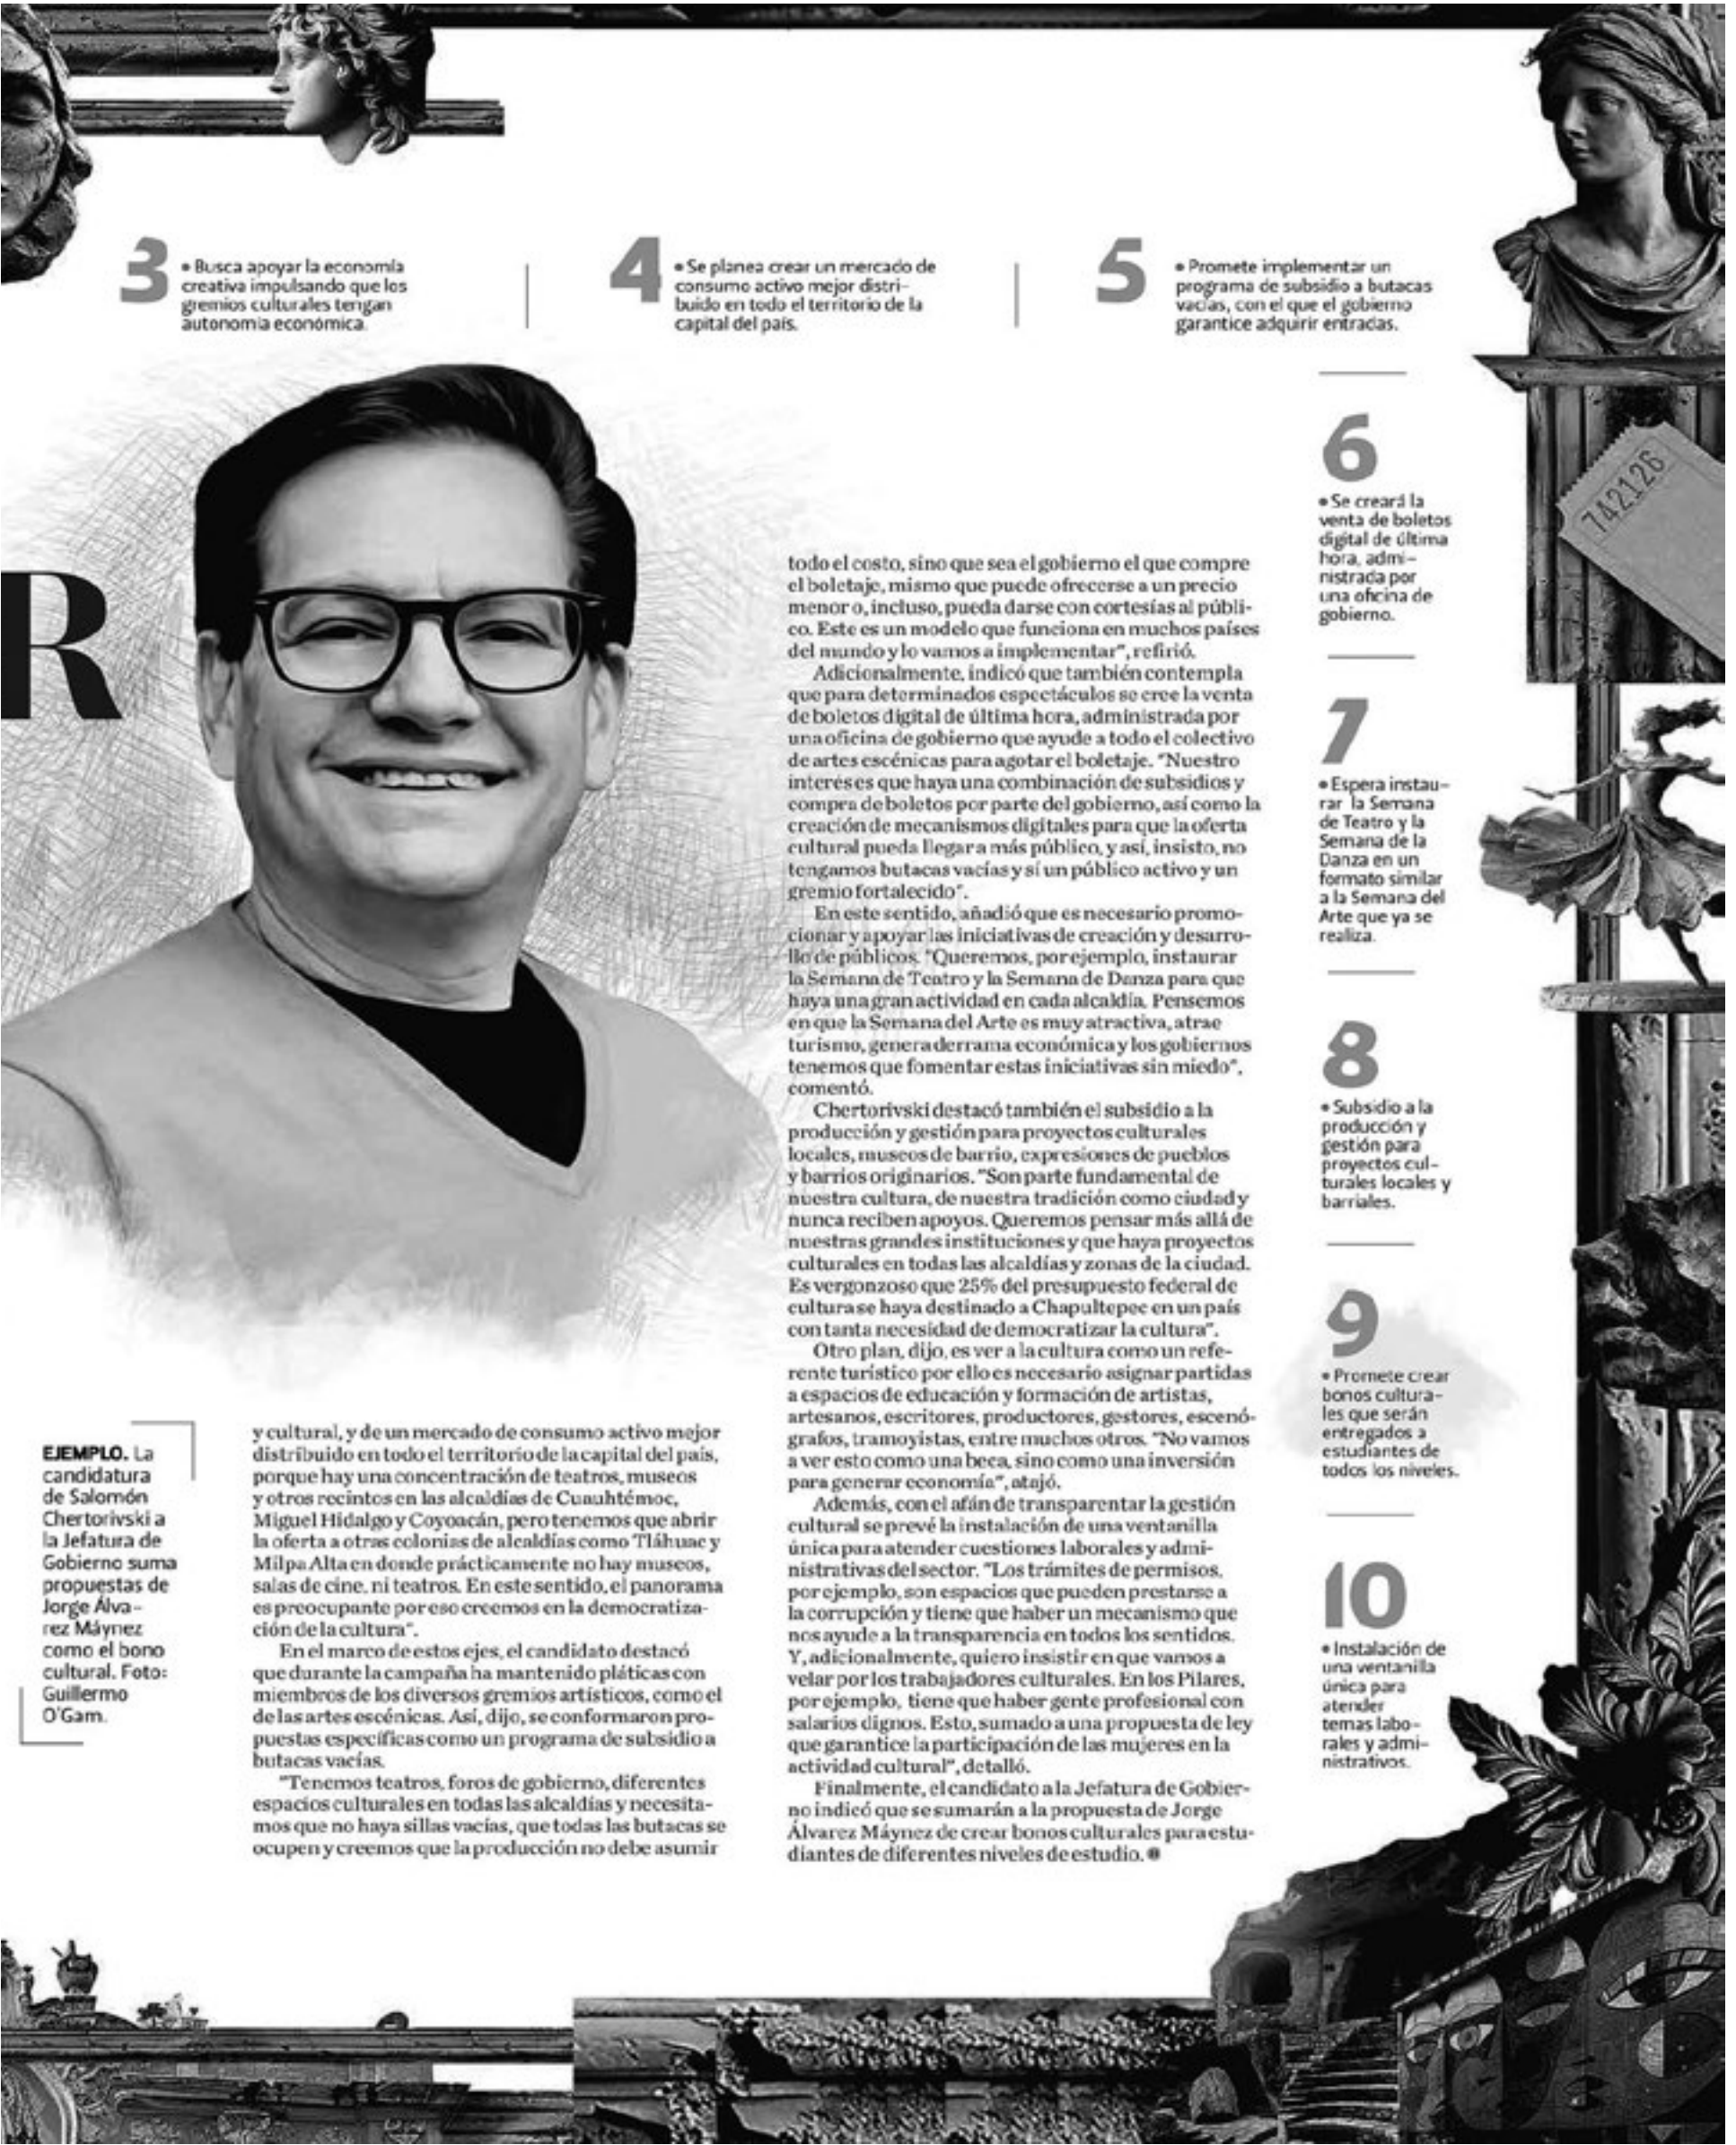 3
• Busca apoyar la economía
creativa impulsando que los
gremios culturales tengan
autonomía económica.
4
• Se planea crear un mercado de
consumo activo mejor distri-
buido en todo el territorio de la
capital del país.
5
• Promete implementar un
programa de subsidio a butacas
vacías, con el que el gobierno
garantice adquirir entradas.
R
EJEMPLO. La
candidatura
de Salomón
Chertorivski a
la Jefatura de
Gobierno suma
propuestas de
Jorge Álva-
rez Máynez
como el bono
cultural. Foto:
Guillermo
O'Gam.
y cultural, y de un mercado de consumo activo mejor
distribuido en todo el territorio de la capital del país,
porque hay una concentración de teatros, museos
y otros recintos en las alcaldías de Cuauhtémoc,
Miguel Hidalgo y Coyoacán, pero tenemos que abrir
la oferta a otras colonias de alcaldías como Tláhuac y
Milpa Alta en donde prácticamente no hay museos,
salas de cine, ni teatros. En este sentido, el panorama
es preocupante por eso creemos en la democratiza-
ción de la cultura".
En el marco de estos ejes, el candidato destacó
que durante la campaña ha mantenido pláticas con
miembros de los diversos gremios artísticos, como el
de las artes escénicas. Así, dijo, se conformaron pro-
puestas específicas como un programa de subsidio a
butacas vacías.
"Tenemos teatros, foros de gobierno, diferentes
espacios culturales en todas las alcaldías y necesita-
mos que no haya sillas vacías, que todas las butacas se
ocupen y creemos que la producción no debe asumir
todo el costo, sino que sea el gobierno el que compre
el boletaje, mismo que puede ofrecerse a un precio
menor o, incluso, pueda darse con cortesías al públi-
co. Este es un modelo que funciona en muchos países
del mundo y lo vamos a implementar", refirió.
Adicionalmente, indicó que también contempla
que para determinados espectáculos se cree la venta
de boletos digital de última hora, administrada por
una oficina de gobierno que ayude a todo el colectivo
de artes escénicas para agotar el boletaje. "Nuestro
interés es que haya una combinación de subsidios y
compra de boletos por parte del gobierno, así como la
creación de mecanismos digitales para que la oferta
cultural pueda llegar a más público, y así, insisto, no
tengamos butacas vacías y sí un público activo y un
gremio fortalecido".
En este sentido, añadió que es necesario promo-
cionar y apoyar las iniciativas de creación y desarro-
llo de públicos. "Queremos, por ejemplo, instaurar
la Semana de Teatro y la Semana de Danza para que
haya una gran actividad en cada alcaldía. Pensemos
en que la Semana del Arte es muy atractiva, atrae
turismo, genera derrama económica y los gobiernos
tenemos que fomentar estas iniciativas sin miedo",
comentó.
Chertorivski destacó también el subsidio a la
producción y gestión para proyectos culturales
locales, museos de barrio, expresiones de pueblos
y barrios originarios. "Son parte fundamental de
nuestra cultura, de nuestra tradición como ciudad y
nunca reciben apoyos. Queremos pensar más allá de
nuestras grandes instituciones y que haya proyectos
culturales en todas las alcaldías y zonas de la ciudad.
Es vergonzoso que 25% del presupuesto federal de
cultura se haya destinado a Chapultepec en un país
con tanta necesidad de democratizar la cultura".
Otro plan, dijo, es ver a la cultura como un refe-
rente turístico por ello es necesario asignar partidas
a espacios de educación y formación de artistas,
artesanos, escritores, productores, gestores, escenó-
grafos, tramoyistas, entre muchos otros. "No vamos
a ver esto como una beca, sino como una inversión
para generar economía", atajó.
Además, con el afán de transparentar la gestión
cultural se prevé la instalación de una ventanilla
única para atender cuestiones laborales y admi-
nistrativas del sector. "Los trámites de permisos,
por ejemplo, son espacios que pueden prestarse a
la corrupción y tiene que haber un mecanismo que
nos ayude a la transparencia en todos los sentidos.
Y, adicionalmente, quiero insistir en que vamos a
velar por los trabajadores culturales. En los Pilares,
por ejemplo, tiene que haber gente profesional con
salarios dignos. Esto, sumado a una propuesta de ley
que garantice la participación de las mujeres en la
actividad cultural", detalló.
Finalmente, el candidato a la Jefatura de Gobier-
no indicó que se sumarán a la propuesta de Jorge
Álvarez Máynez de crear bonos culturales para estu-
diantes de diferentes niveles de estudio.
6
• Se creará la
venta de boletos
digital de última
hora, admi-
nistrada por
una oficina de
gobierno.
7
• Espera instau-
rar la Semana
de Teatro y la
Semana de la
Danza en un
formato similar
a la Semana del
Arte que ya se
realiza.
8
• Subsidio a la
producción y
gestión para
proyectos cul-
turales locales y
barriales.
9
• Promete crear
bonos cultura-
les que serán
entregados a
estudiantes de
todos los niveles.
10
• Instalación de
una ventanilla
única para
atender
temas labo-
rales y admi-
nistrativos.
742126